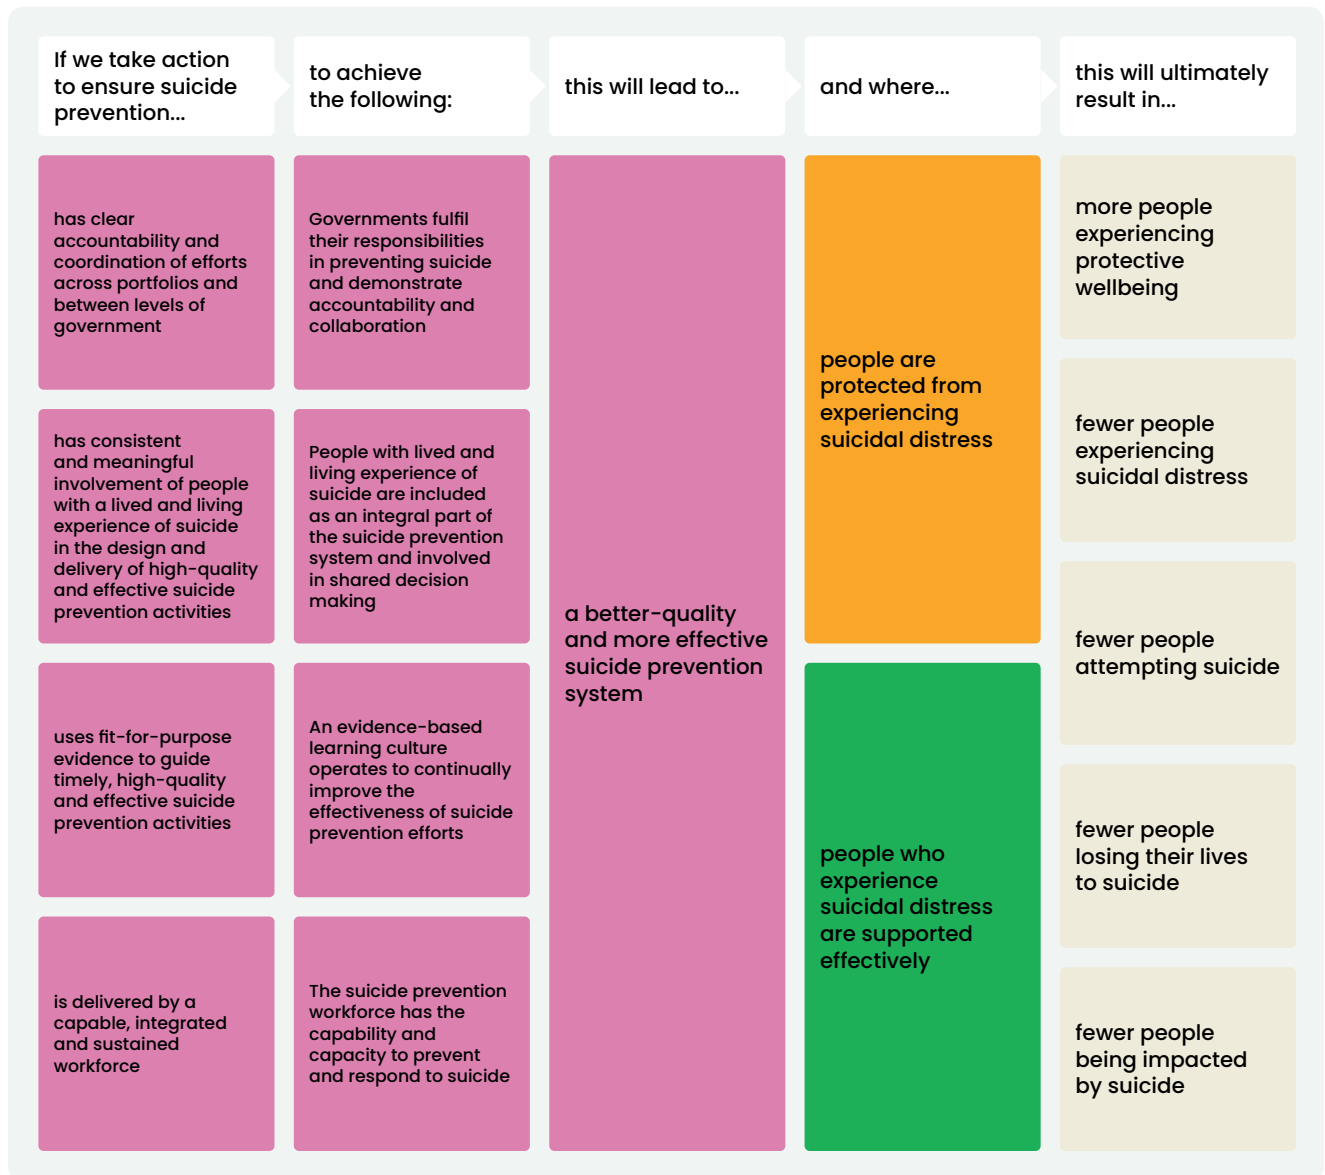 If we take action
to ensure suicide
prevention...
to achieve
the following:
this will lead to...
and where...
this will ultimately
result in...
has clear
accountability and
coordination of efforts
across portfolios and
between levels of
government
has consistent
and meaningful
involvement of people
with a lived and living
experience of suicide
in the design and
delivery of high-quality
and effective suicide
prevention activities
uses fit-for-purpose
evidence to guide
timely, high-quality
and effective suicide
prevention activities
is delivered by a
capable, integrated
and sustained
workforce
Governments fulfil
their responsibilities
in preventing suicide
and demonstrate
accountability and
collaboration
People with lived and
living experience of
suicide are included
as an integral part of
the suicide prevention
system and involved
in shared decision
making
An evidence-based
learning culture
operates to continually
improve the
effectiveness of suicide
prevention efforts
The suicide prevention
workforce has the
capability and
capacity to prevent
and respond to suicide
a better-quality
and more effective
suicide prevention
system
people are
protected from
experiencing
suicidal distress
people who
experience
suicidal distress
are supported
effectively
more people
experiencing
protective
wellbeing
fewer people
experiencing
suicidal distress
fewer people
attempting suicide
fewer people
losing their lives
to suicide
fewer people
being impacted
by suicide